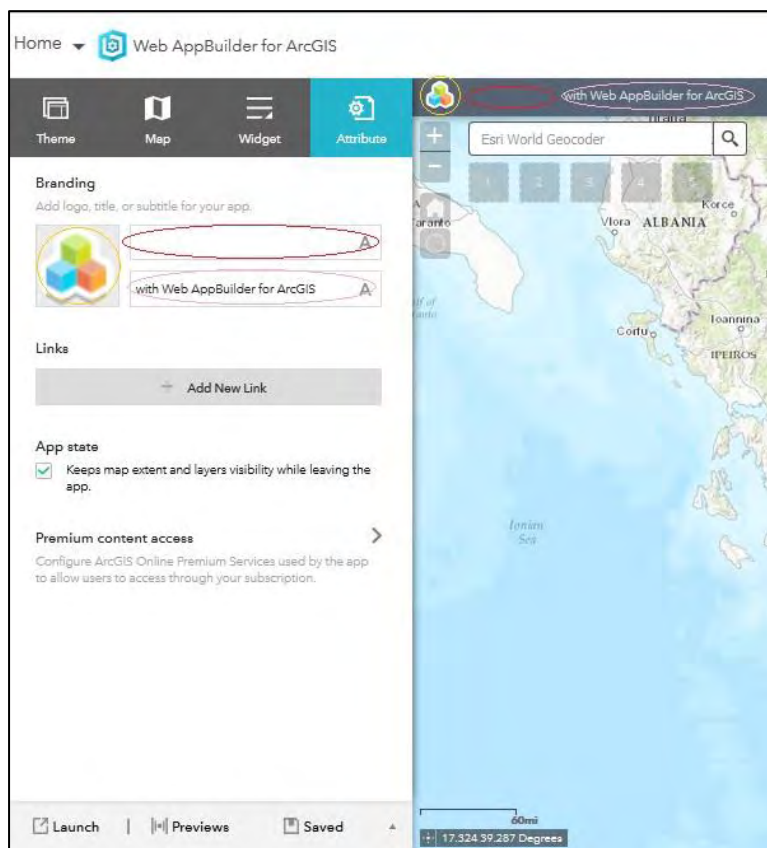 Home
Web AppBuilder for ArcGIS
Theme
Map
Widget
Attribute
Branding
Add logo, title, or subtitle for your app.
A
with Web AppBuilder for ArcGIS
A
Links
+ Add New Link
App state
Keeps map extent and layers visibility while leaving the
app.
Premium content access
Configure ArcGIS Online Premium Services used by the app
to allow users to access through your subscription.
Launch | Previews
Saved
with Web AppBuilder for ArcGIS
+
Esri World Geocoder
−
1
2
3
4
Korce
Vlora
ALBANIA
Taranto
Corfu
Ioannina
IPEIROS
Ionian
Sea
60mi
17.324 39.287 Degrees